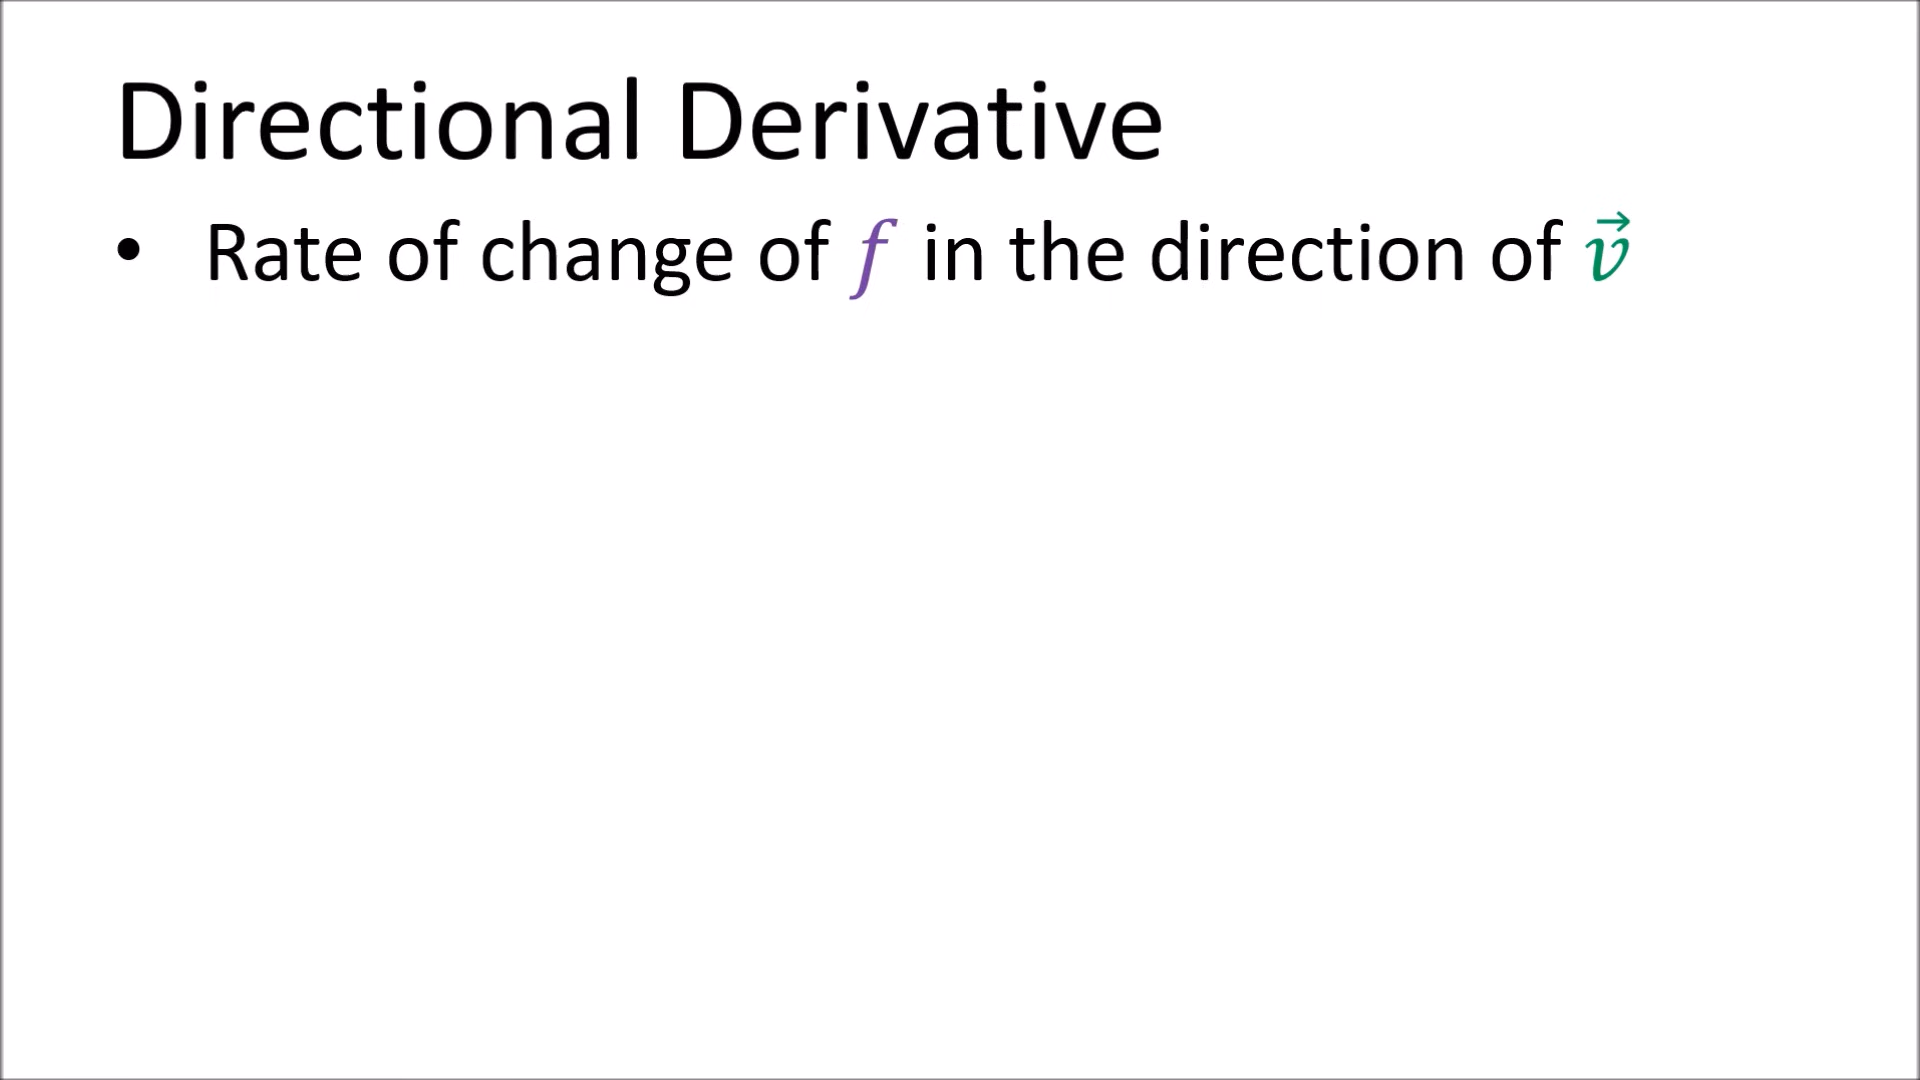 Directional Derivative
• Rate of change of 𝑓 in the direction of 𝑣⃗